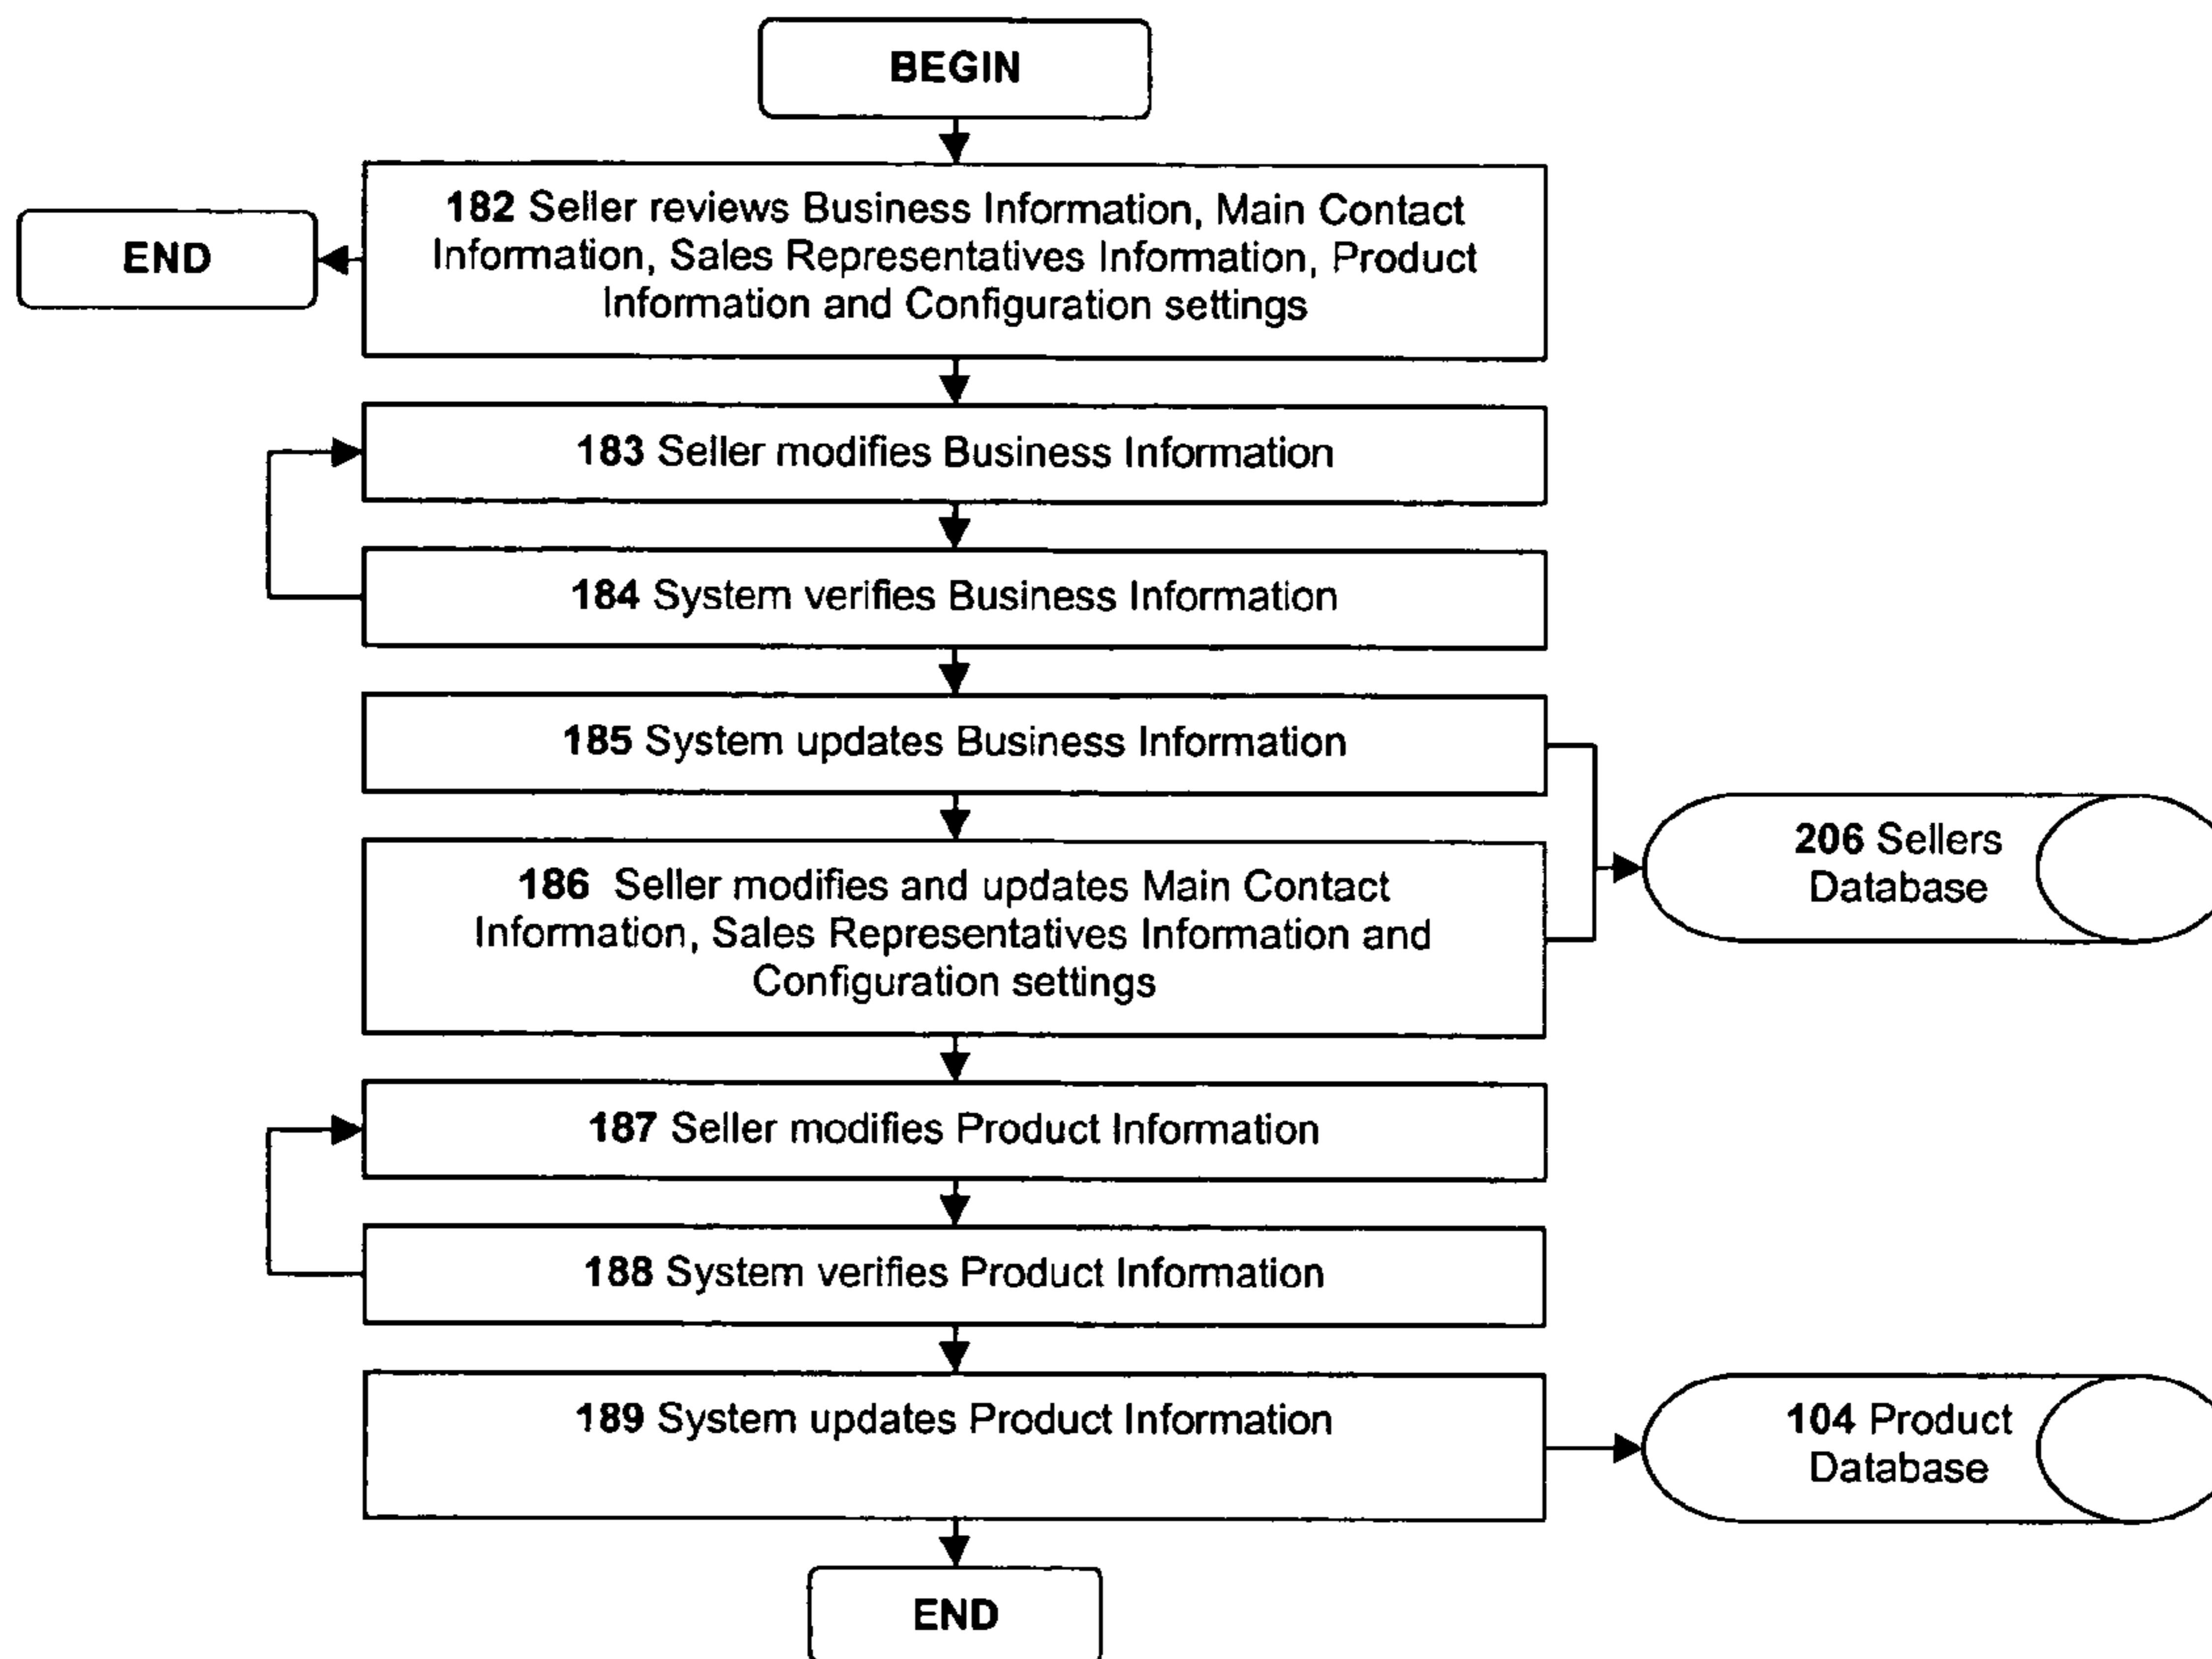 BEGIN
182 Seller reviews Business Information, Main Contact
Information, Sales Representatives Information, Product
Information and Configuration settings
END
183 Seller modifies Business Information
184 System verifies Business Information
185 System updates Business Information
206 Sellers
Database
186 Seller modifies and updates Main Contact
Information, Sales Representatives Information and
Configuration settings
187 Seller modifies Product Information
188 System verifies Product Information
189 System updates Product Information
104 Product
Database
END